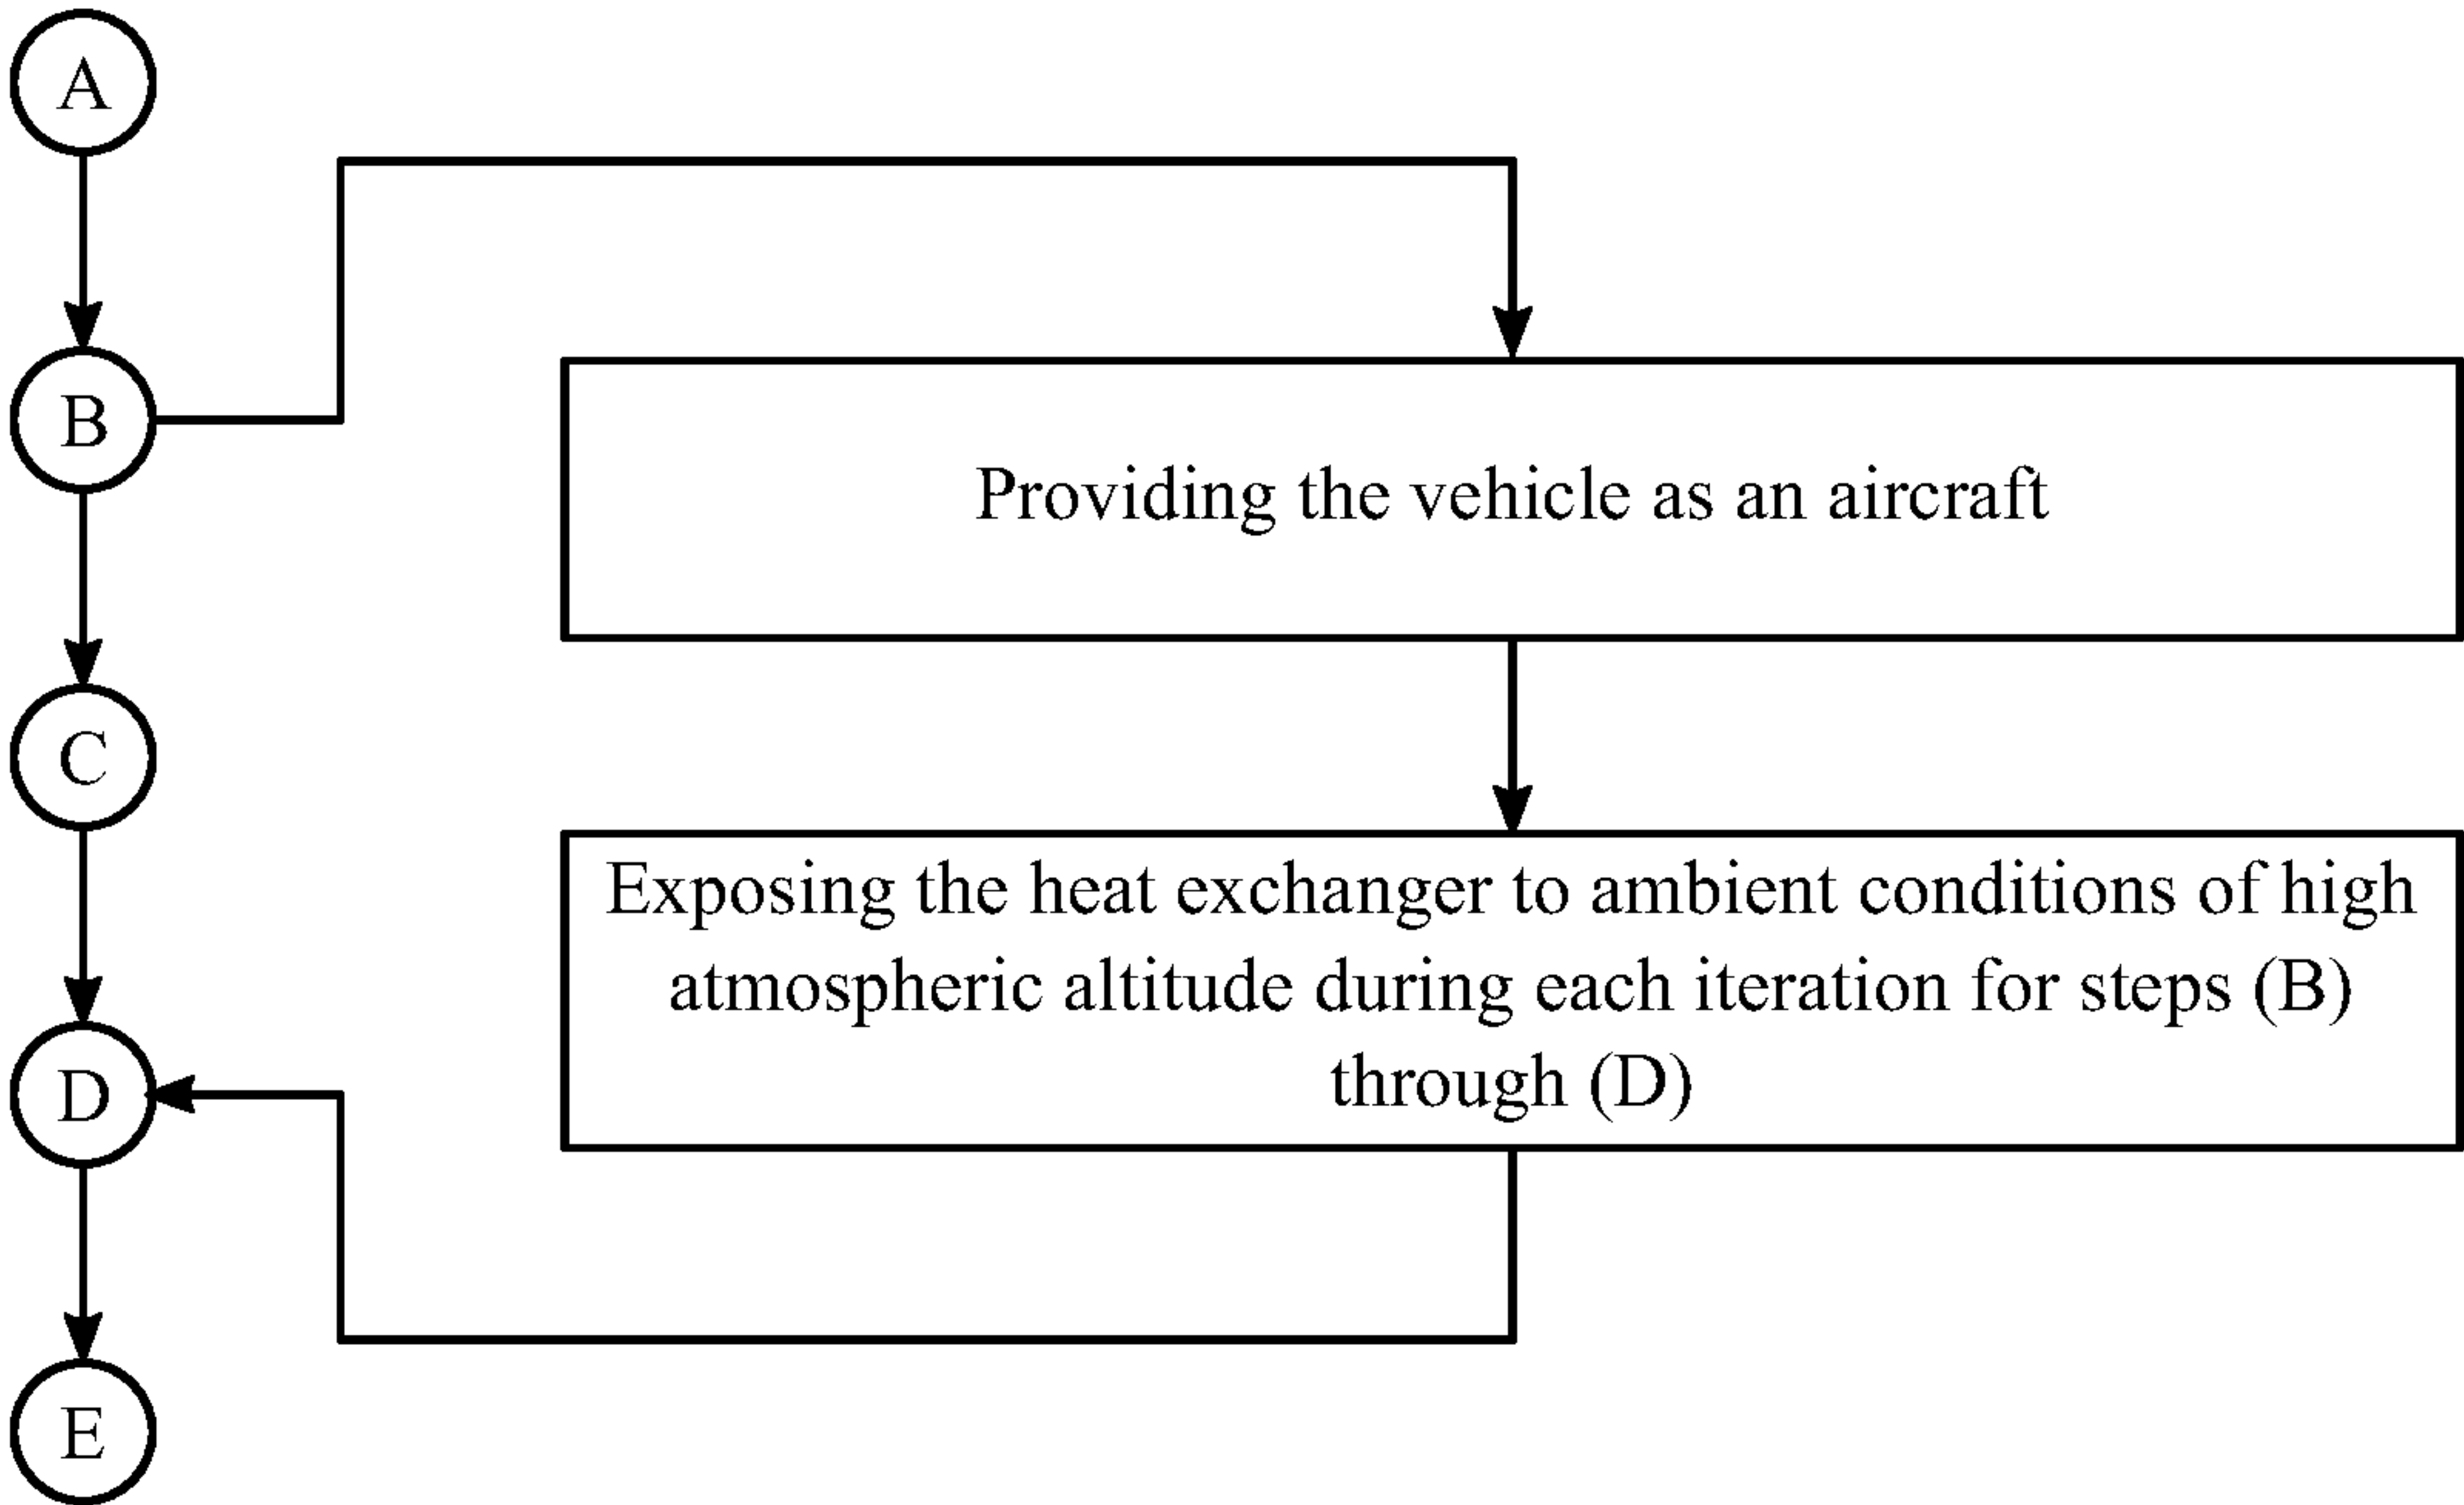 A
B
Providing the vehicle as an aircraft
C
Exposing the heat exchanger to ambient conditions of high
atmospheric altitude during each iteration for steps (B)
through (D)
D
E